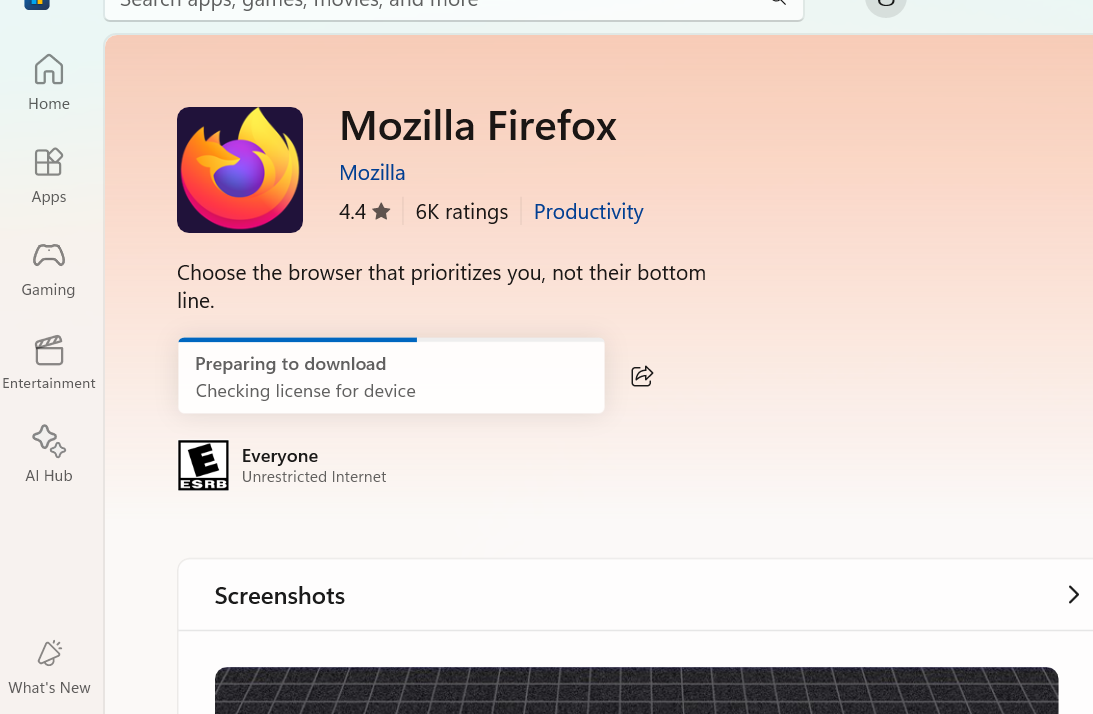 Search apps, games, movies, and more
Home
Apps
Gaming
Entertainment
AI Hub
What's New
Mozilla Firefox
Mozilla
4.4 ★ 6K ratings Productivity
Choose the browser that prioritizes you, not their bottom
line.
Preparing to download
Checking license for device
E
ESRB
Everyone
Unrestricted Internet
Screenshots